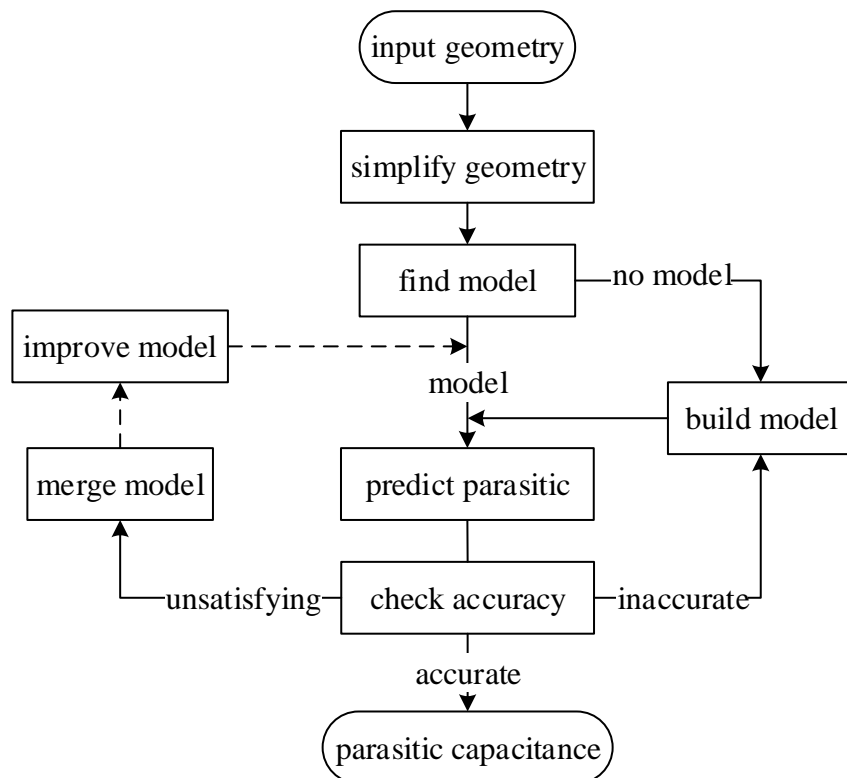 input geometry
simplify geometry
find model
no model
improve model
model
build model
merge model
predict parasitic
unsatisfying
check accuracy
inaccurate
accurate
parasitic capacitance